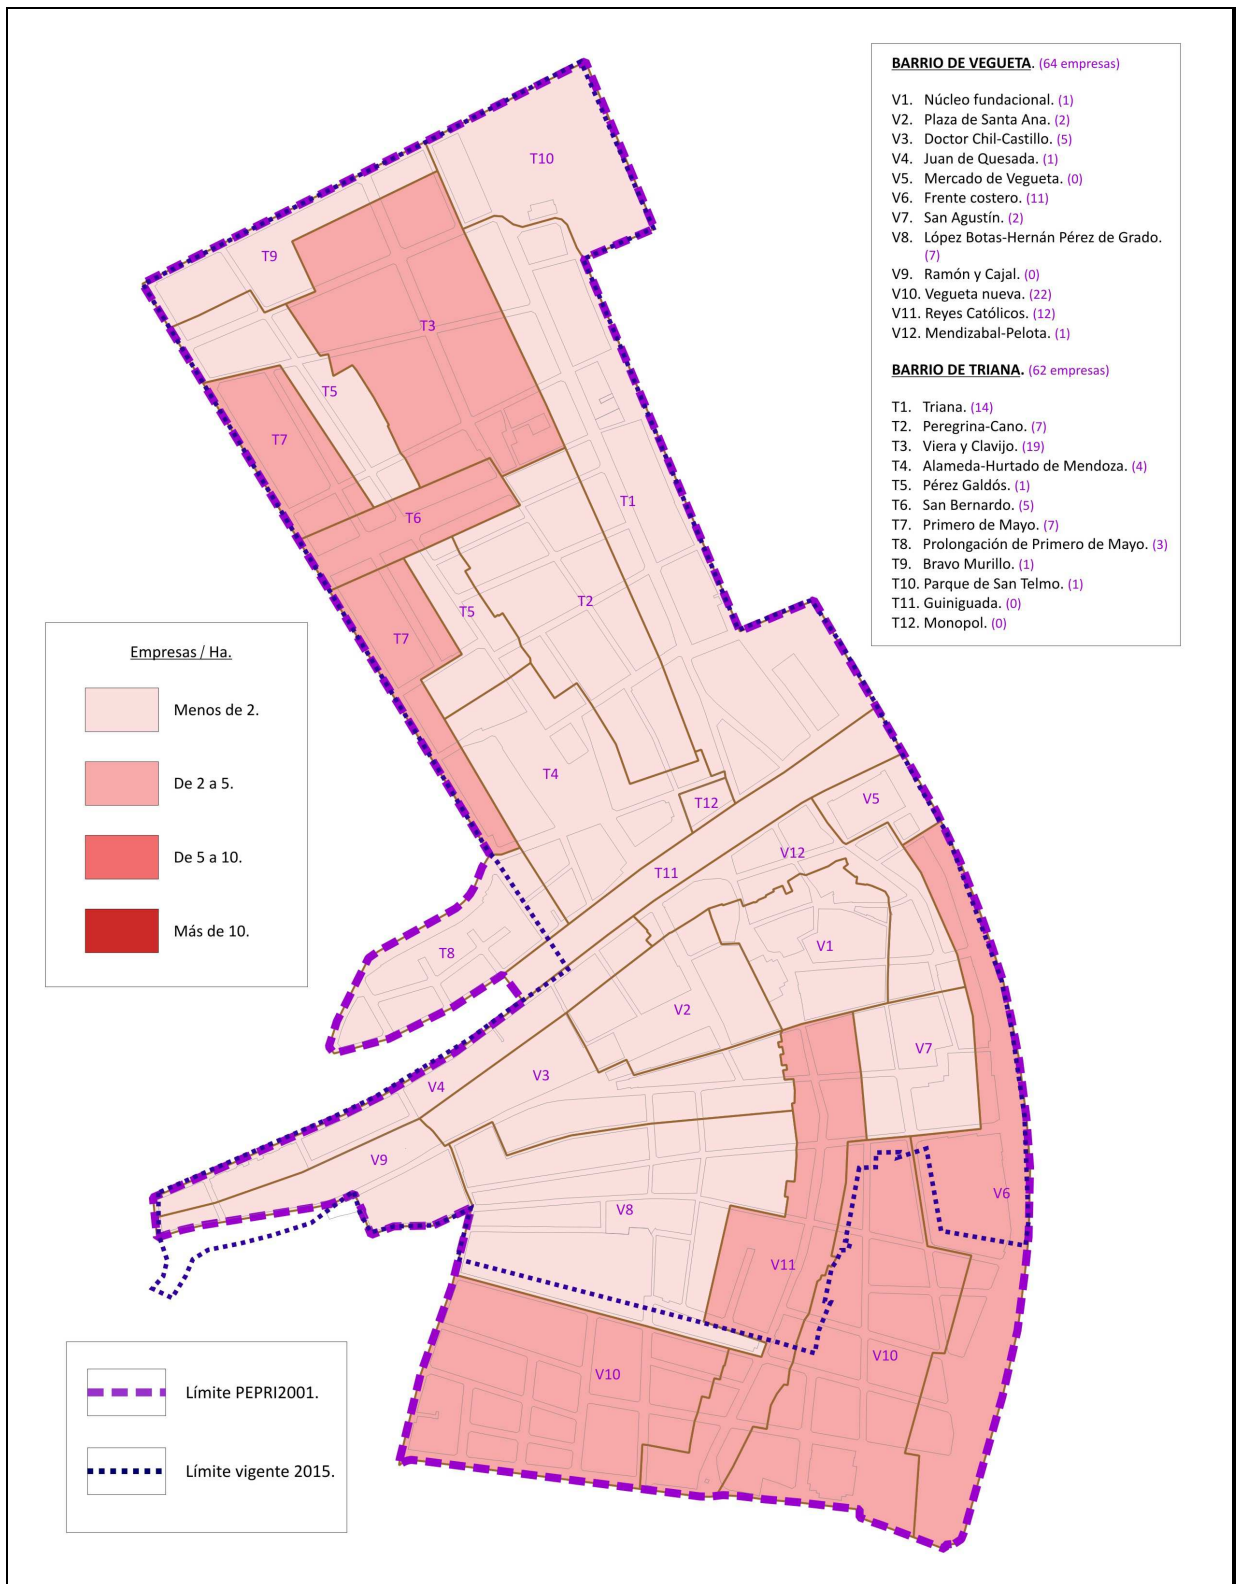 BARRIO DE VEGUETA. (64 empresas)
V1. Núcleo fundacional. (1)
V2. Plaza de Santa Ana. (2)
V3. Doctor Chil-Castillo. (5)
V4. Juan de Quesada. (1)
V5. Mercado de Vegueta. (0)
V6. Frente costero. (11)
V7. San Agustín. (2)
V8. López Botas-Hernán Pérez de Grado.
(7)
V9. Ramón y Cajal. (0)
V10. Vegueta nueva. (22)
V11. Reyes Católicos. (12)
V12. Mendizabal-Pelota. (1)
BARRIO DE TRIANA. (62 empresas)
T1. Triana. (14)
T2. Peregrina-Cano. (7)
T3. Viera y Clavijo. (19)
T4. Alameda-Hurtado de Mendoza. (4)
T5. Pérez Galdós. (1)
T6. San Bernardo. (5)
T7. Primero de Mayo. (7)
T8. Prolongación de Primero de Mayo. (3)
T9. Bravo Murillo. (1)
T10. Parque de San Telmo. (1)
T11. Guiniguada. (0)
T12. Monopol. (0)
T10
T9
T3
T5
T7
T1
T6
T2
T5
T7
T4
T12
V5
V12
T11
V1
T8
V2
V7
V3
V4
V9
V6
V8
V11
V10
V10
Empresas / Ha.
Menos de 2.
De 2 a 5.
De 5 a 10.
Más de 10.
Límite PEPRI2001.
Límite vigente 2015.